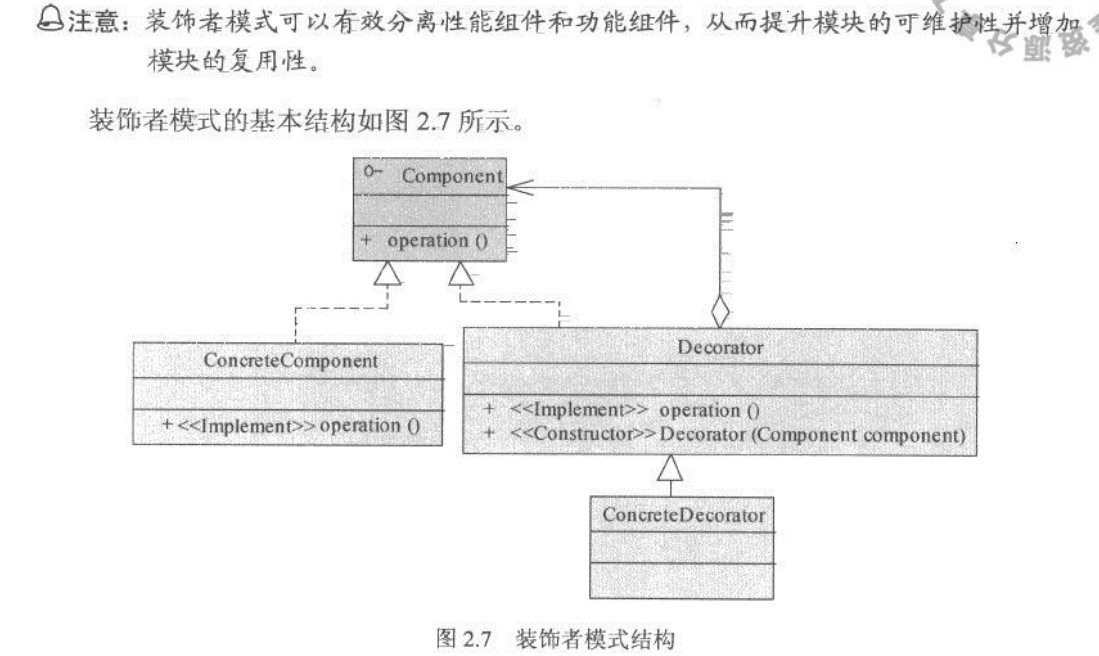 注意：装饰者模式可以有效分离性能组件和功能组件，从而提升模块的可维护性并增加
模块的复用性。
装饰者模式的基本结构如图 2.7 所示。
Component
+ operation ()
ConcreteComponent
+ <<Implement>> operation ()
Decorator
+ <<Implement>> operation ()
+ <<Constructor>> Decorator (Component component)
ConcreteDecorator
图 2.7 装饰者模式结构